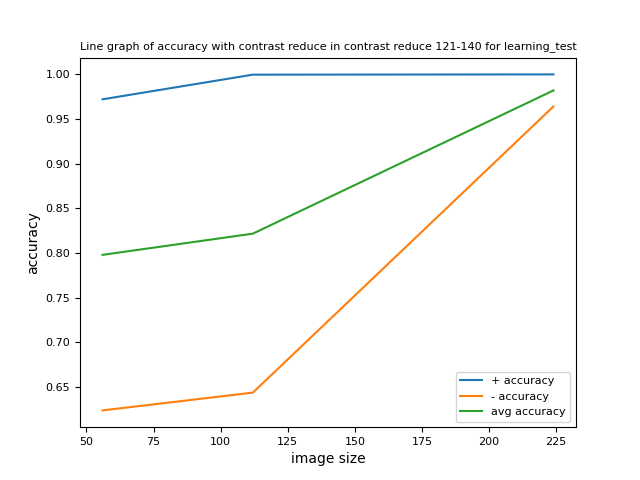 Line graph of accuracy with contrast reduce in contrast reduce 121-140 for learning_test
1.00
0.95
0.90
0.85
0.80
0.75
0.70
0.65
accuracy
50
75
100
125
150
175
200
225
image size
+ accuracy
- accuracy
avg accuracy